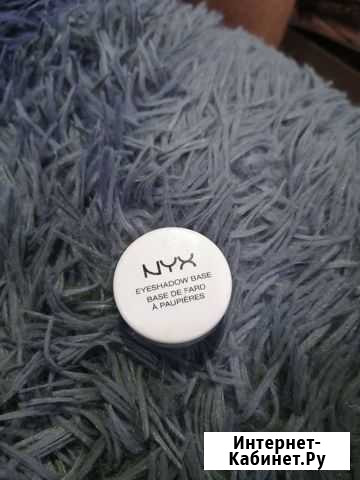 NYX
EYESHADOW BASE
BASE DE FARD
À PAUPIÈRES
Интернет-
Кабинет.Ру